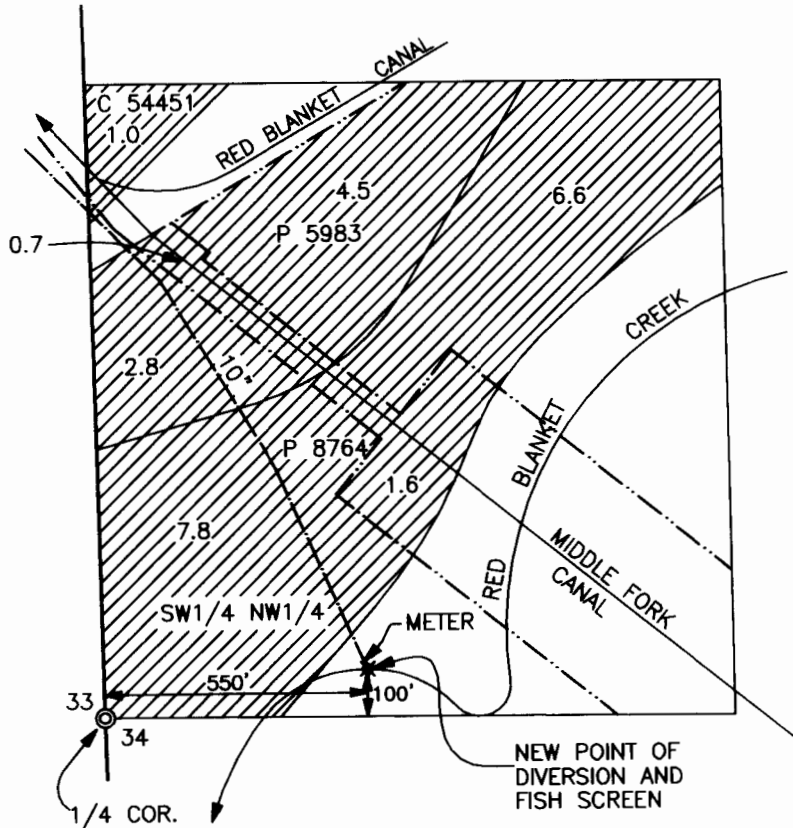 CANAL
C 54451
1.0
RED BLANKET
4.5
6.6
P 5983
0.7
CREEK
2.8
10"
BLANKET
P 8764
1.6
7.8
MIDDLE FORK
CANAL
RED
SW1/4 NW1/4
METER
550'
100'
33
34
NEW POINT OF
DIVERSION AND
FISH SCREEN
1/4 COR.